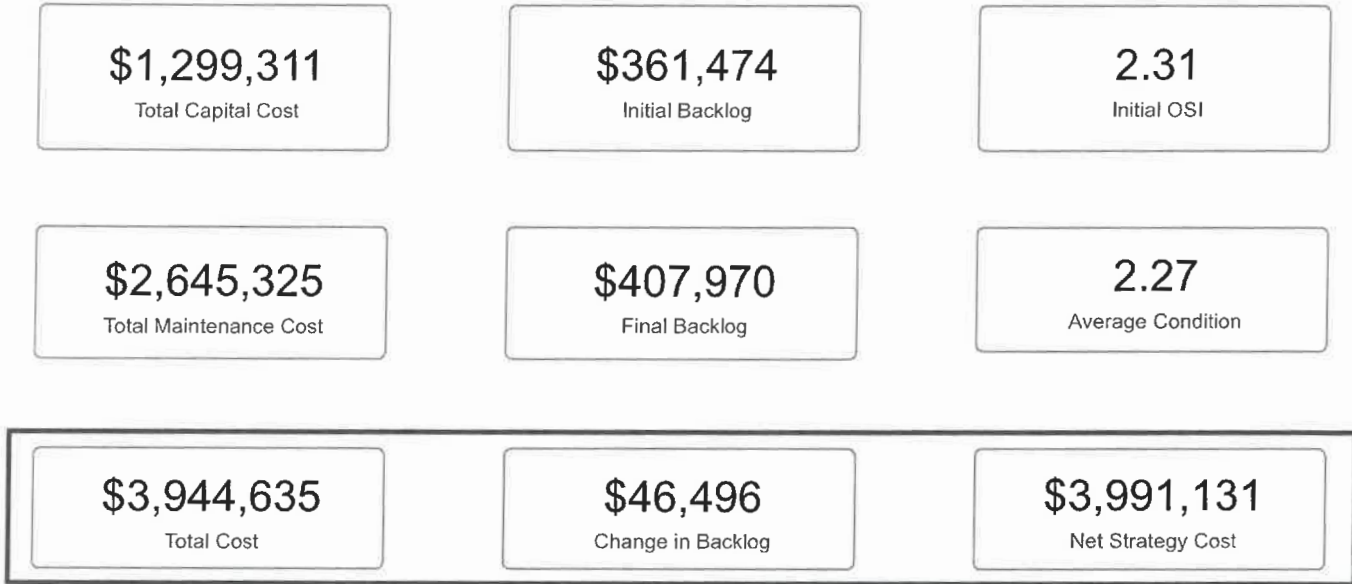 $1,299,311
Total Capital Cost
$361,474
Initial Backlog
2.31
Initial OSI
$2,645,325
Total Maintenance Cost
$407,970
Final Backlog
2.27
Average Condition
$3,944,635
Total Cost
$46,496
Change in Backlog
$3,991,131
Net Strategy Cost